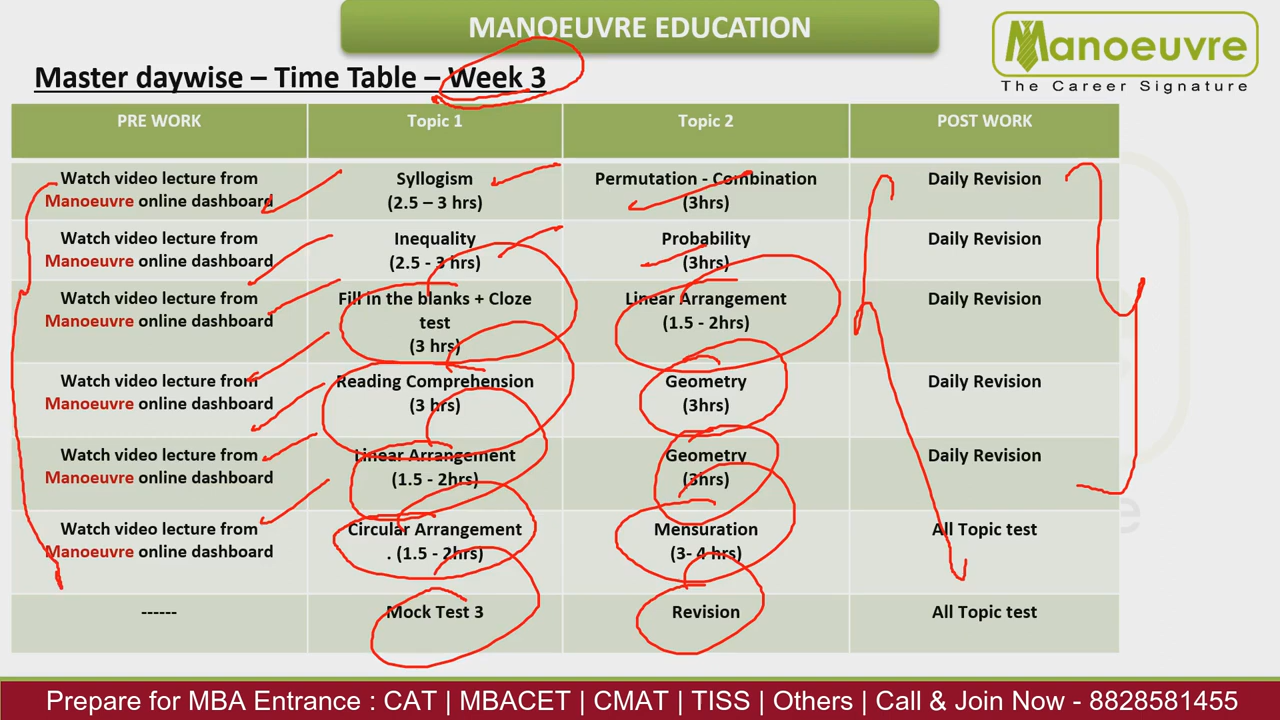 MANOEUVRE EDUCATION
Manoeuvre
The Career Signature
Master daywise – Time Table – Week 3
PRE WORK Topic 1 Topic 2 POST WORK
Watch video lecture from Syllogism Permutation - Combination Daily Revision
Manoeuvre online dashboard (2.5 – 3 hrs) (3hrs)
Watch video lecture from Inequality Probability Daily Revision
Manoeuvre online dashboard (2.5 - 3 hrs) (3hrs)
Watch video lecture from Fill in the blanks + Cloze Linear Arrangement Daily Revision
Manoeuvre online dashboard test (1.5 - 2hrs)
(3 hrs)
Watch video lecture from Reading Comprehension Geometry Daily Revision
Manoeuvre online dashboard (3 hrs) (3hrs)
Watch video lecture from Linear Arrangement Geometry Daily Revision
Manoeuvre online dashboard (1.5 - 2hrs) (3hrs)
Watch video lecture from Circular Arrangement Mensuration All Topic test
Manoeuvre online dashboard . (1.5 - 2hrs) (3- 4 hrs)
------ Mock Test 3 Revision All Topic test
Prepare for MBA Entrance : CAT | MBACET | CMAT | TISS | Others | Call & Join Now - 8828581455